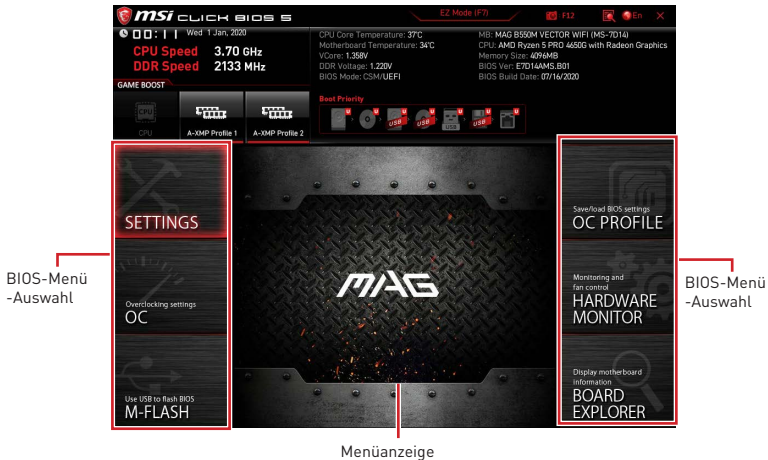 msi CLICK BIOS 5
EZ Mode (F7)
F12
En
00:11 Wed 1 Jan, 2020
CPU Speed 3.70 GHz
DDR Speed 2133 MHz
CPU Core Temperature: 37°C
Motherboard Temperature: 34°C
VCore: 1.358V
DDR Voltage: 1.220V
BIOS Mode: CSM/UEFI
MB: MAG B550M VECTOR WIFI (MS-7D14)
CPU: AMD Ryzen 5 PRO 4650G with Radeon Graphics
Memory Size: 4096MB
BIOS Ver: E7D14AMS.B01
BIOS Build Date: 07/16/2020
GAME BOOST
CPU
CPU
A-XMP Profile 1
A-XMP Profile 2
Boot Priority
U U U U U U U
USB USB USB USB
SETTINGS
Overclocking settings
OC
Use USB to flash BIOS
M-FLASH
MAG
Save/load BIOS settings
OC PROFILE
Monitoring and
fan control
HARDWARE
MONITOR
Display motherboard
information
BOARD
EXPLORER
BIOS-Menü
-Auswahl
BIOS-Menü
-Auswahl
Menüanzeige